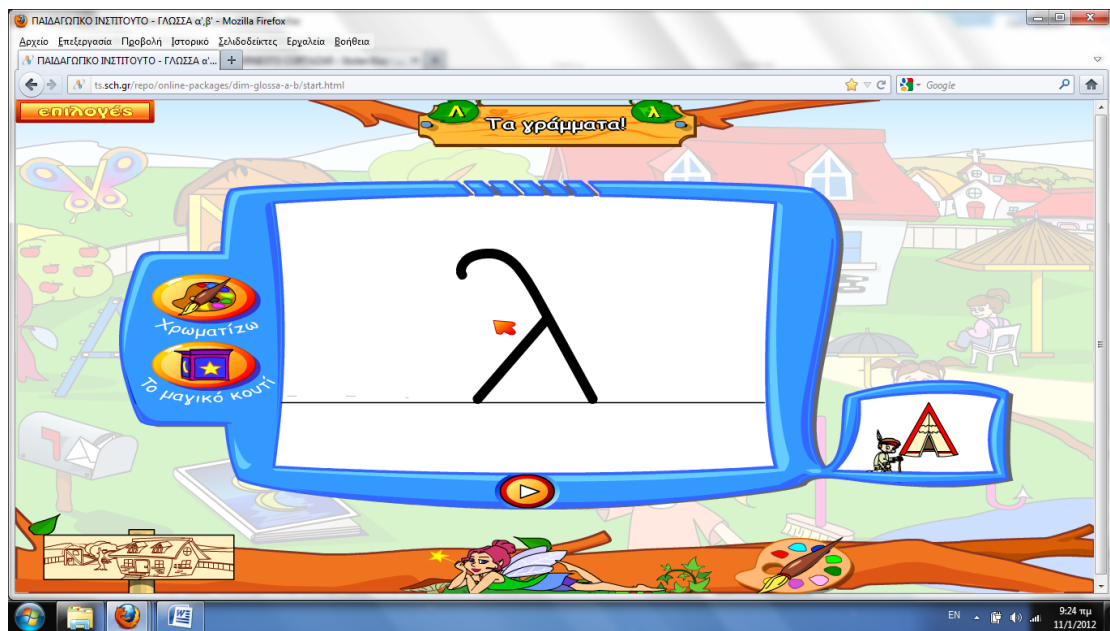 ΠΑΙΔΑΓΩΓΙΚΟ ΙΝΣΤΙΤΟΥΤΟ - ΓΛΩΣΣΑ α',β' - Mozilla Firefox
Αρχείο Επεξεργασία Προβολή Ιστορικό Σελιδοδείκτες Εργαλεία Βοήθεια
ΠΑΙΔΑΓΩΓΙΚΟ ΙΝΣΤΙΤΟΥΤΟ - ΓΛΩΣΣΑ α'... +
ts.sch.gr/repo/online-packages/dim-glossa-a-b/start.html
Google
επιλογές
Λ Τα γράμματα! λ
λ
Χρωματίζω
Το μαγικό κουτί
EN
9:24 πμ
11/1/2012